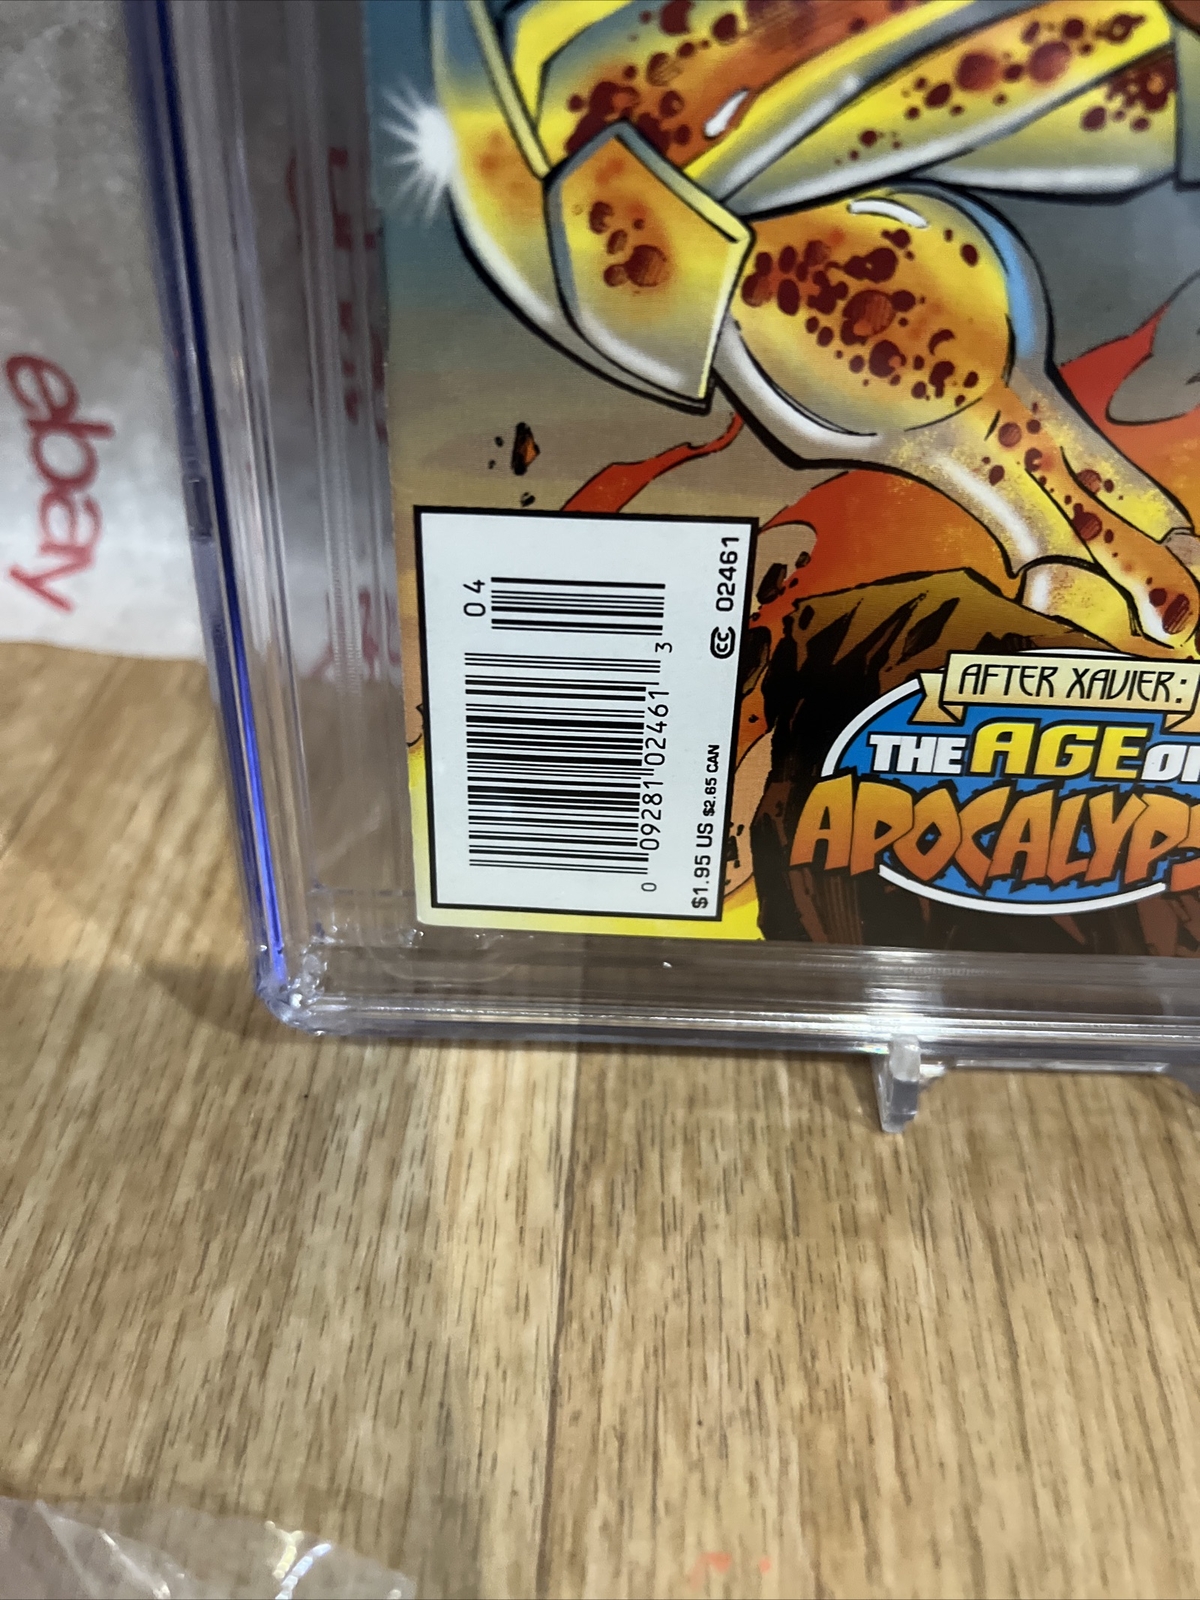 ebay
04
0 09281 02461 3
CC 02461
$1.95 US $2.65 CAN
AFTER XAVIER:
THE AGE OF
APOCALYPS